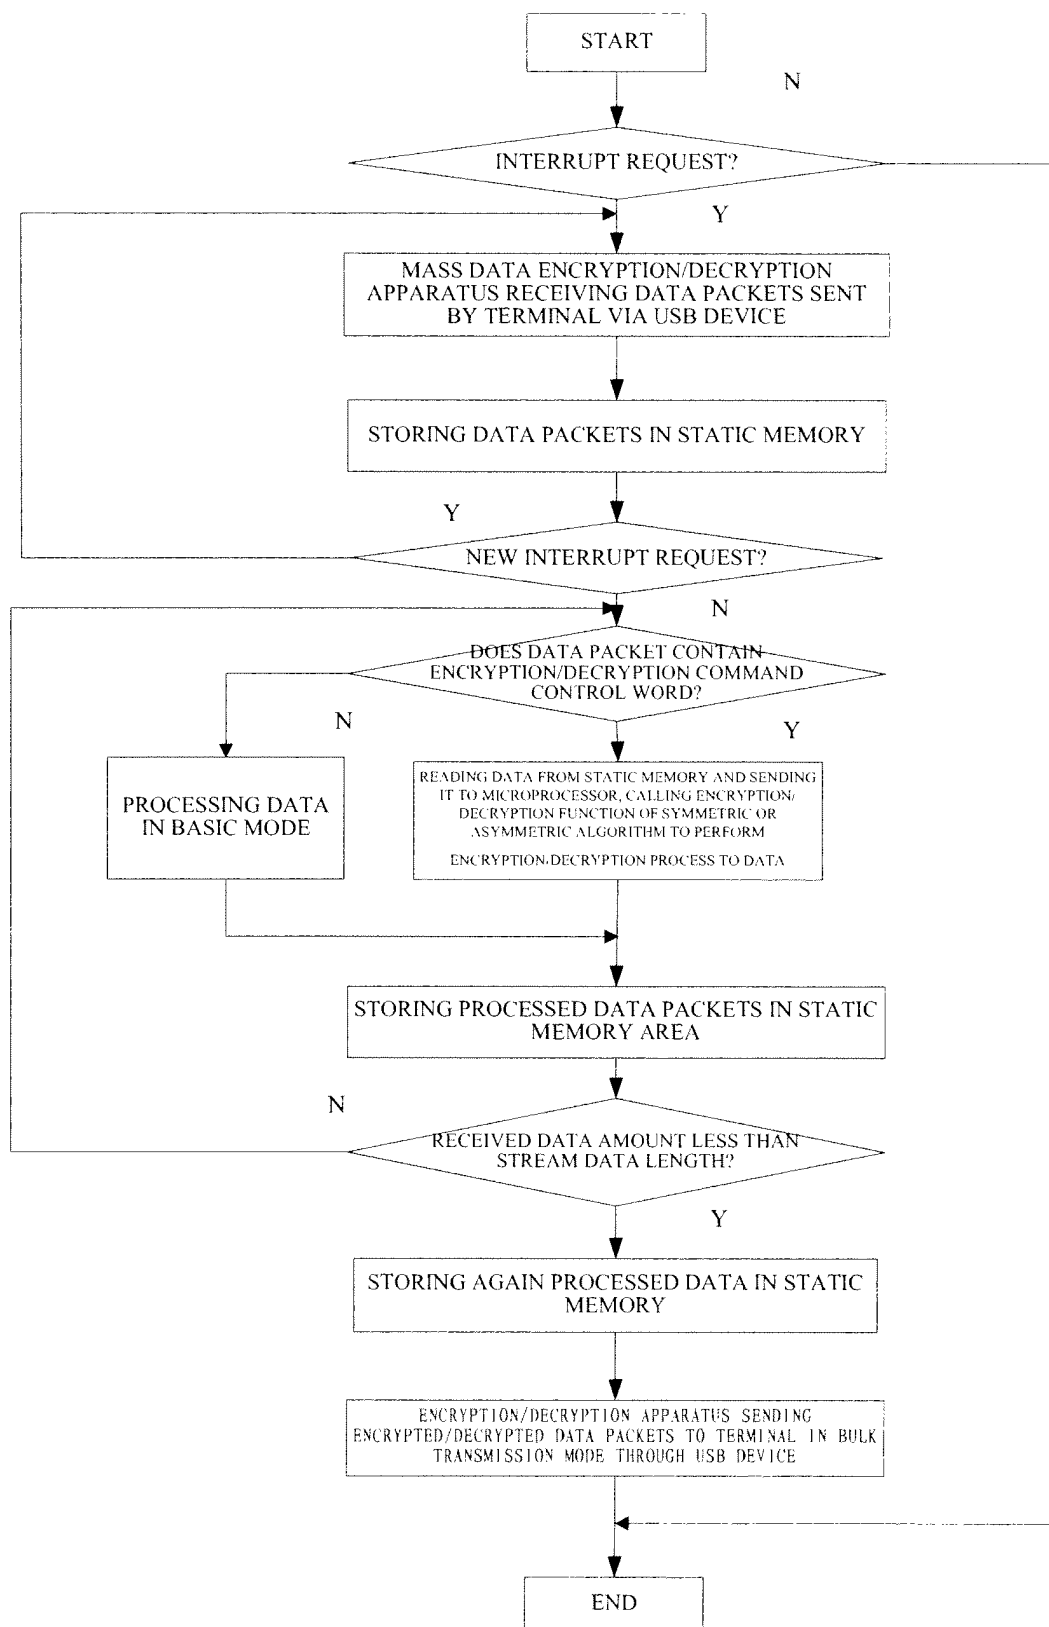 START
N
INTERRUPT REQUEST?
Y
MASS DATA ENCRYPTION/DECRYPTION
APPARATUS RECEIVING DATA PACKETS SENT
BY TERMINAL VIA USB DEVICE
STORING DATA PACKETS IN STATIC MEMORY
Y
NEW INTERRUPT REQUEST?
N
DOES DATA PACKET CONTAIN
ENCRYPTION/DECRYPTION COMMAND
CONTROL WORD?
N
Y
PROCESSING DATA
IN BASIC MODE
READING DATA FROM STATIC MEMORY AND SENDING
IT TO MICROPROCESSOR, CALLING ENCRYPTION/
DECRYPTION FUNCTION OF SYMMETRIC OR
ASYMMETRIC ALGORITHM TO PERFORM
ENCRYPTION/DECRYPTION PROCESS TO DATA
STORING PROCESSED DATA PACKETS IN STATIC
MEMORY AREA
N
RECEIVED DATA AMOUNT LESS THAN
STREAM DATA LENGTH?
Y
STORING AGAIN PROCESSED DATA IN STATIC
MEMORY
ENCRYPTION/DECRYPTION APPARATUS SENDING
ENCRYPTED/DECRYPTED DATA PACKETS TO TERMINAL IN BULK
TRANSMISSION MODE THROUGH USB DEVICE
END